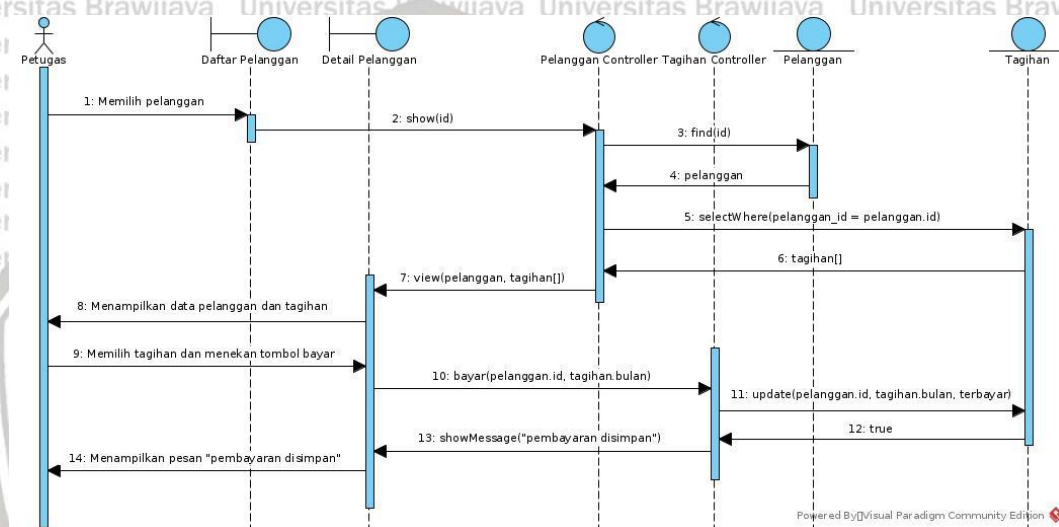 Universitas Brawijaya Universitas Brawijaya
Petugas
Daftar Pelanggan
Detail Pelanggan
Pelanggan Controller
Tagihan Controller
Pelanggan
Tagihan
1: Memilih pelanggan
2: show(id)
3: find(id)
4: pelanggan
5: selectWhere(pelanggan_id = pelanggan.id)
6: tagihan[]
7: view(pelanggan, tagihan[])
8: Menampilkan data pelanggan dan tagihan
9: Memilih tagihan dan menekan tombol bayar
10: bayar(pelanggan.id, tagihan.bulan)
11: update(pelanggan.id, tagihan.bulan, terbayar)
12: true
13: showMessage("pembayaran disimpan")
14: Menampilkan pesan "pembayaran disimpan"
Powered By Visual Paradigm Community Edition